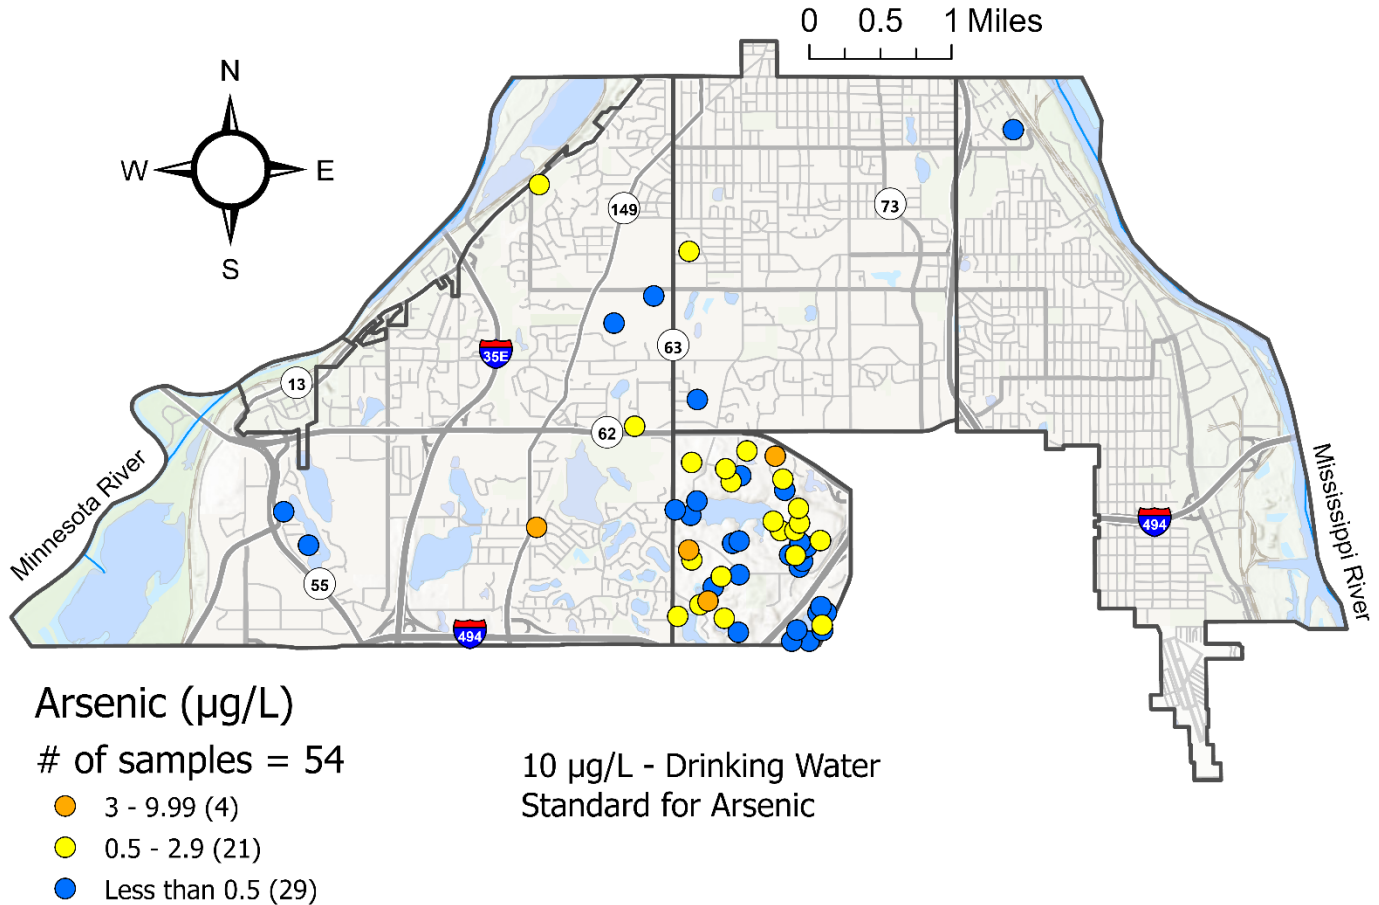 0 0.5 1 Miles
N
W E
S
149
73
35E
63
13
62
Minnesota River
55
494
494
Mississippi River
Arsenic (µg/L)
# of samples = 54
3 - 9.99 (4)
0.5 - 2.9 (21)
Less than 0.5 (29)
10 µg/L - Drinking Water
Standard for Arsenic